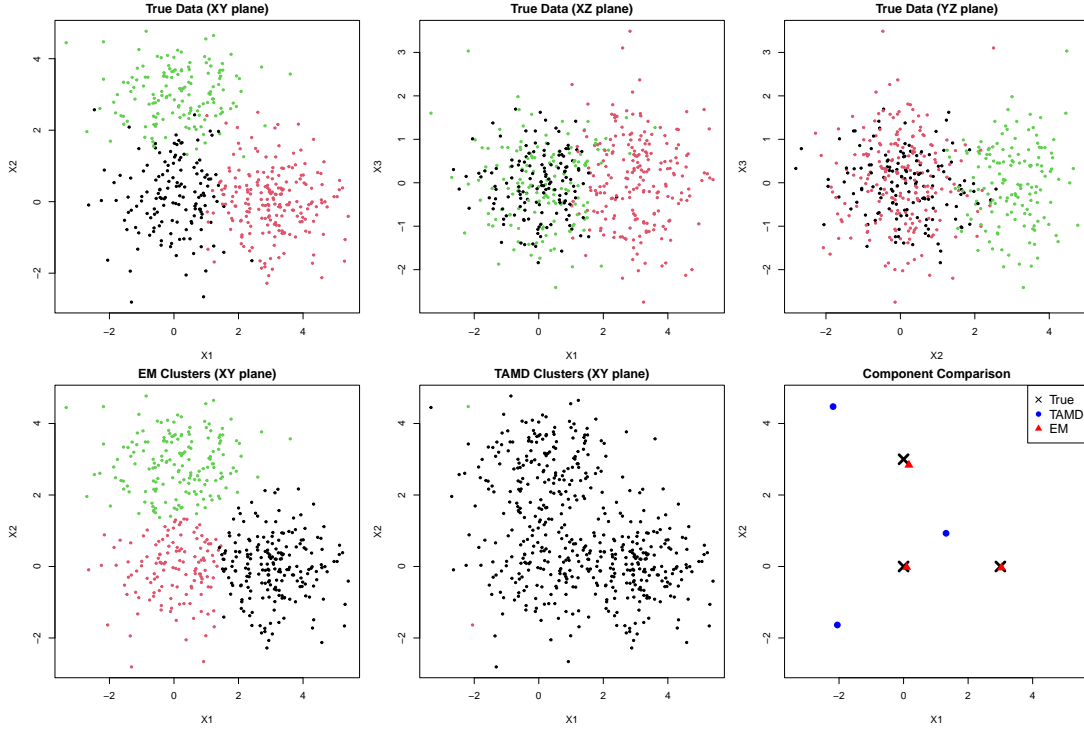 True Data (XY plane)
X2
4
2
0
−2
−2 0 2 4
X1
True Data (XZ plane)
X3
3
2
1
0
−1
−2
−2 0 2 4
X1
True Data (YZ plane)
X3
3
2
1
0
−1
−2
−2 0 2 4
X2
EM Clusters (XY plane)
X2
4
2
0
−2
−2 0 2 4
X1
TAMD Clusters (XY plane)
X2
4
2
0
−2
−2 0 2 4
X1
Component Comparison
True
TAMD
EM
X2
4
2
0
−2
−2 0 2 4
X1